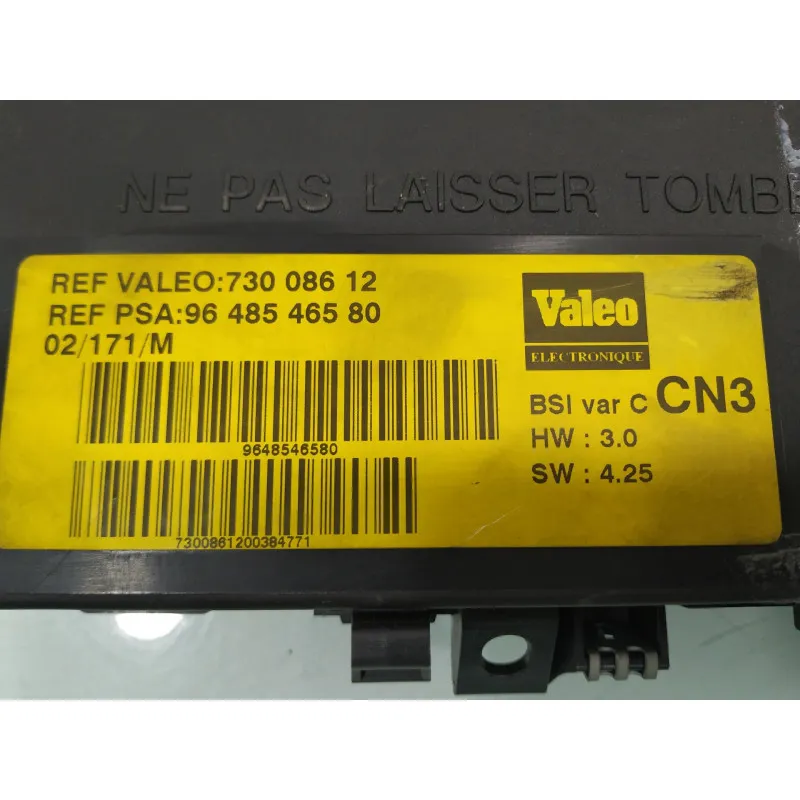 NE PAS LAISSER TOMBE
REF VALEO:730 086 12
REF PSA:96 485 465 80
02/171/M
9648546580
7300861200384771
Valeo
ELECTRONIQUE
BSI var C CN3
HW : 3.0
SW : 4.25